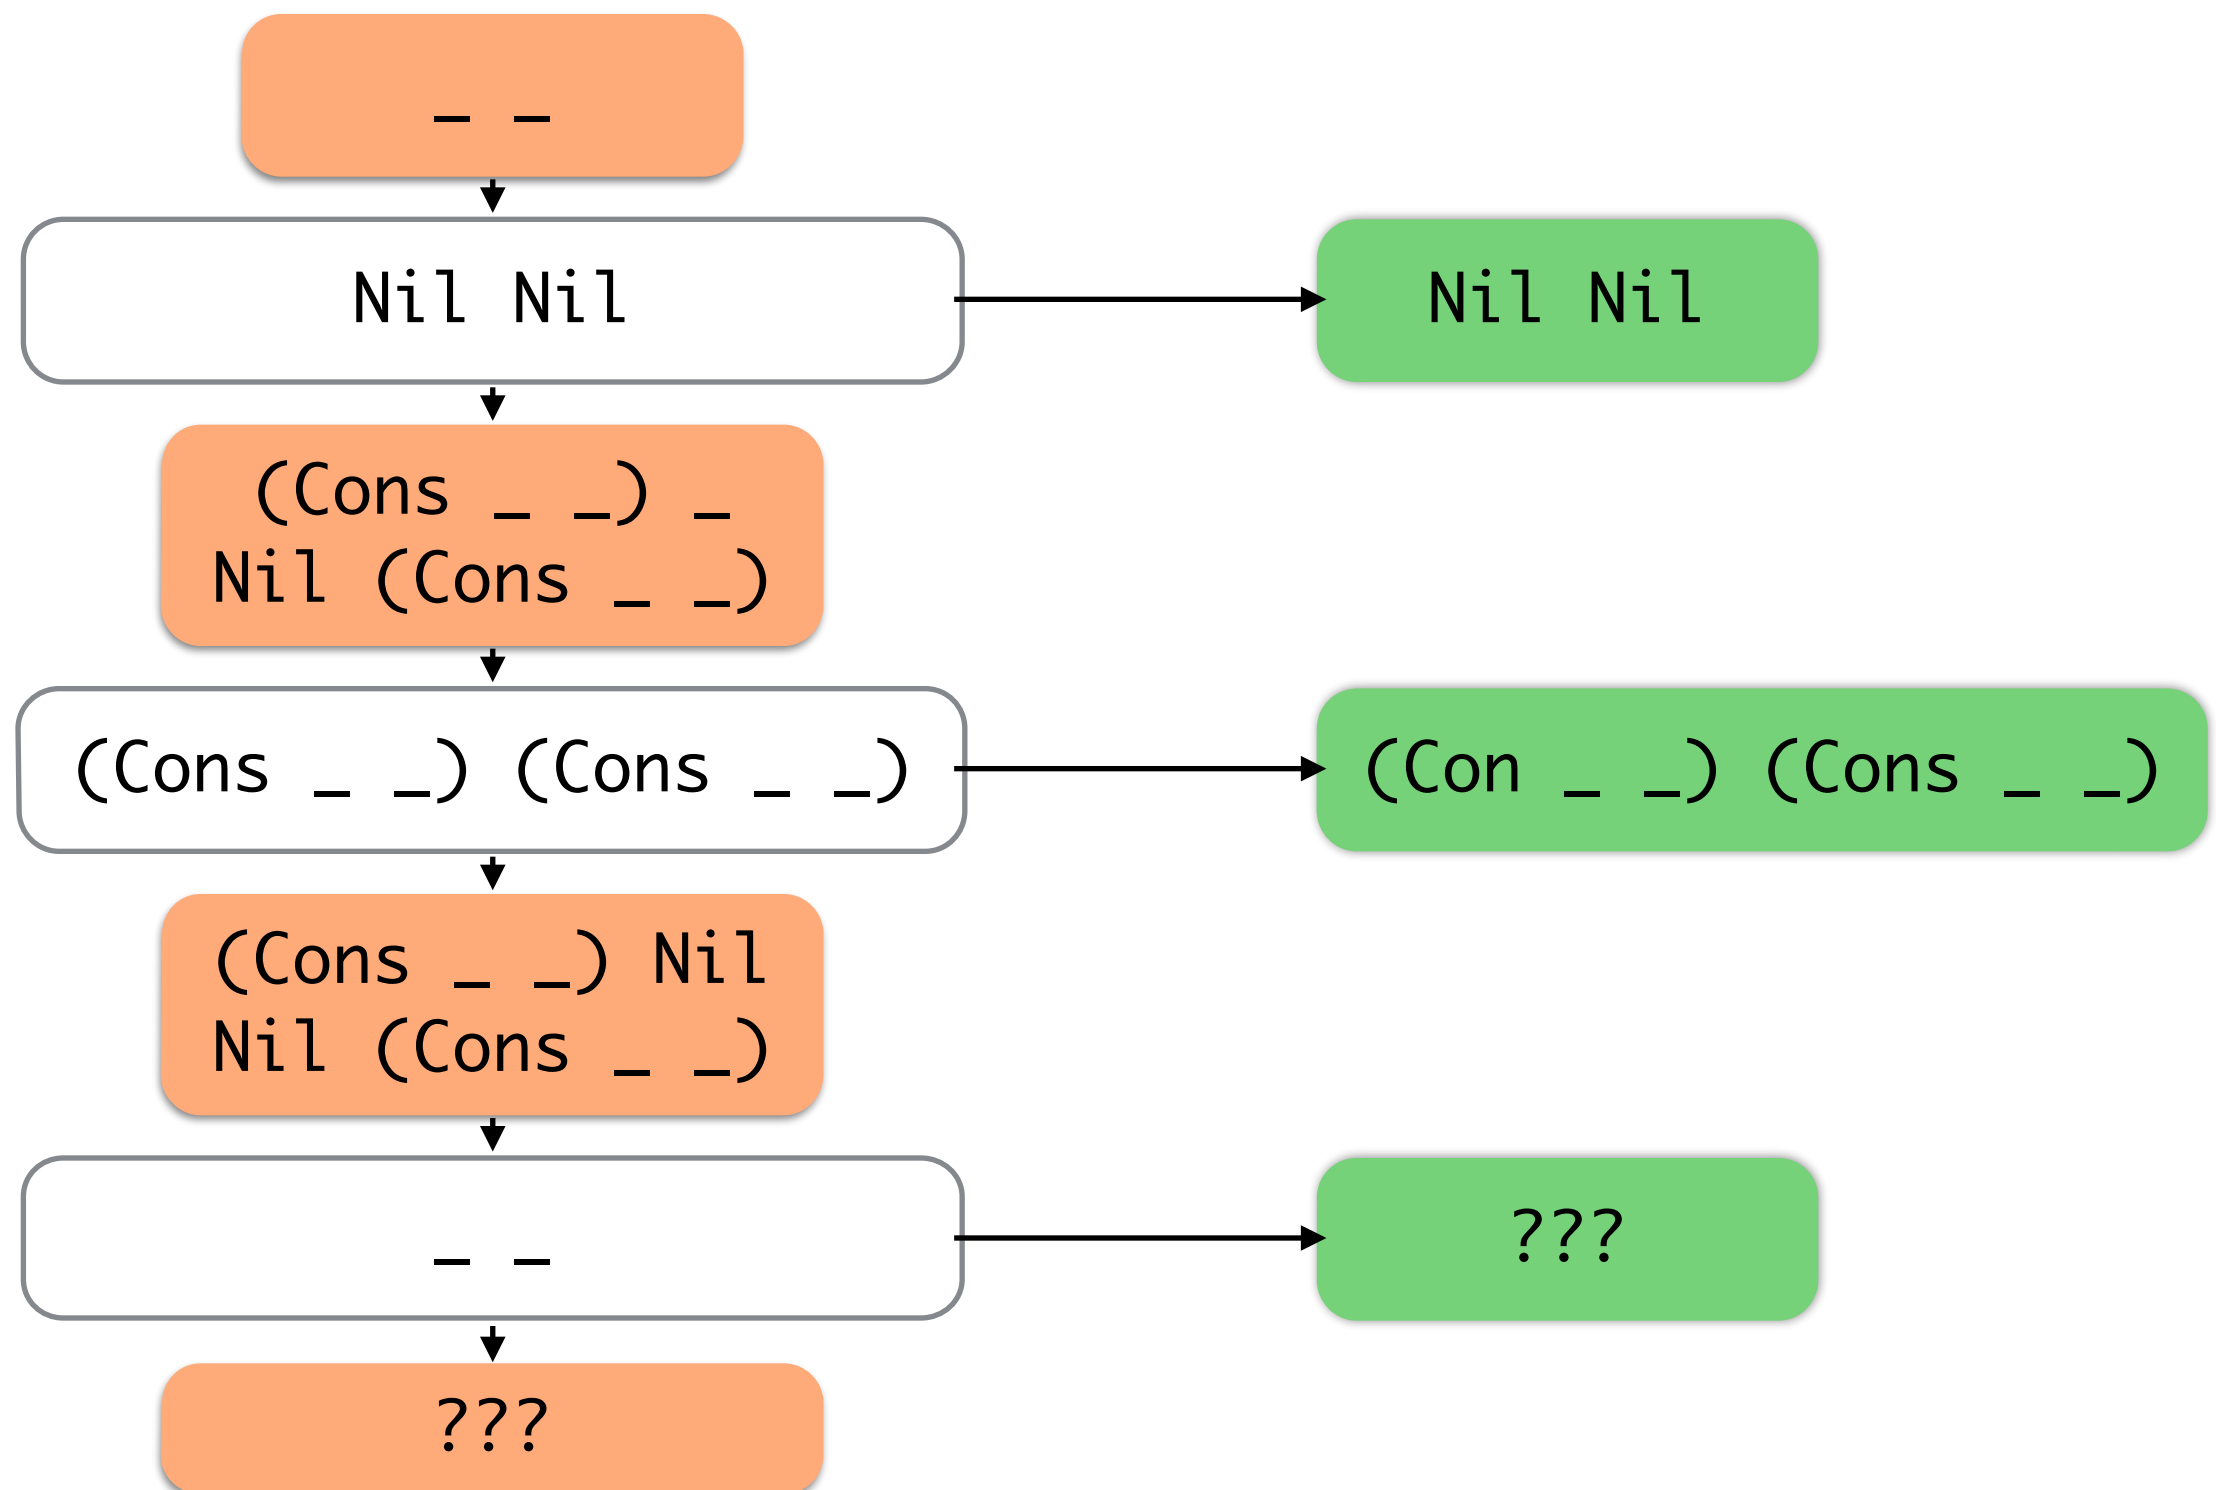 _ _
Nil Nil
Nil Nil
(Cons _ _) _
Nil (Cons _ _)
(Cons _ _) (Cons _ _)
(Con _ _) (Cons _ _)
(Cons _ _) Nil
Nil (Cons _ _)
_ _
???
???